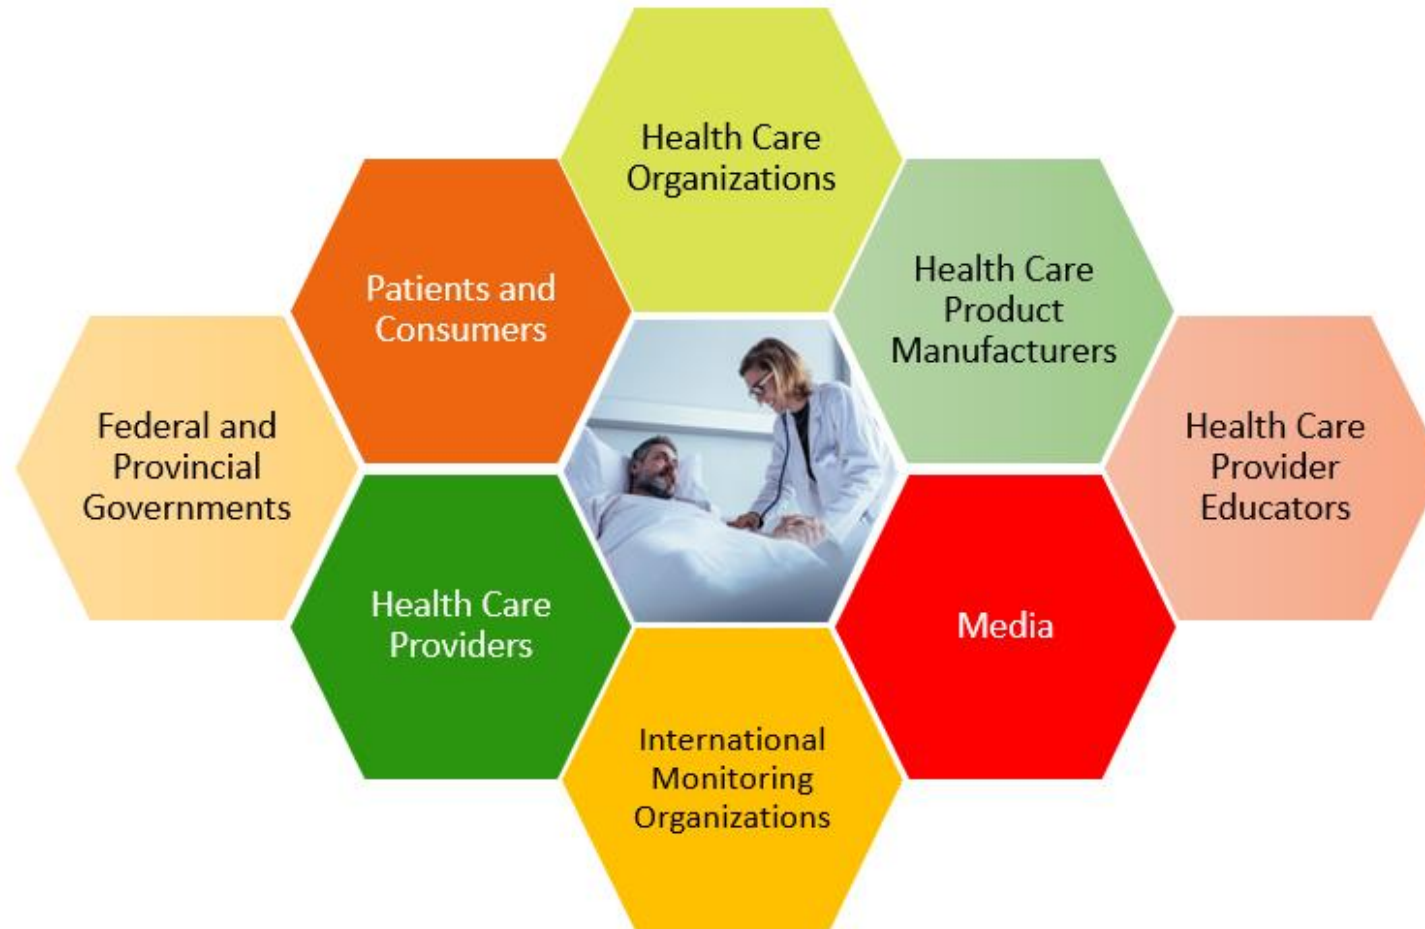 Health Care
Organizations
Patients and
Consumers
Health Care
Product
Manufacturers
Federal and
Provincial
Governments
Health Care
Provider
Educators
Health Care
Providers
Media
International
Monitoring
Organizations